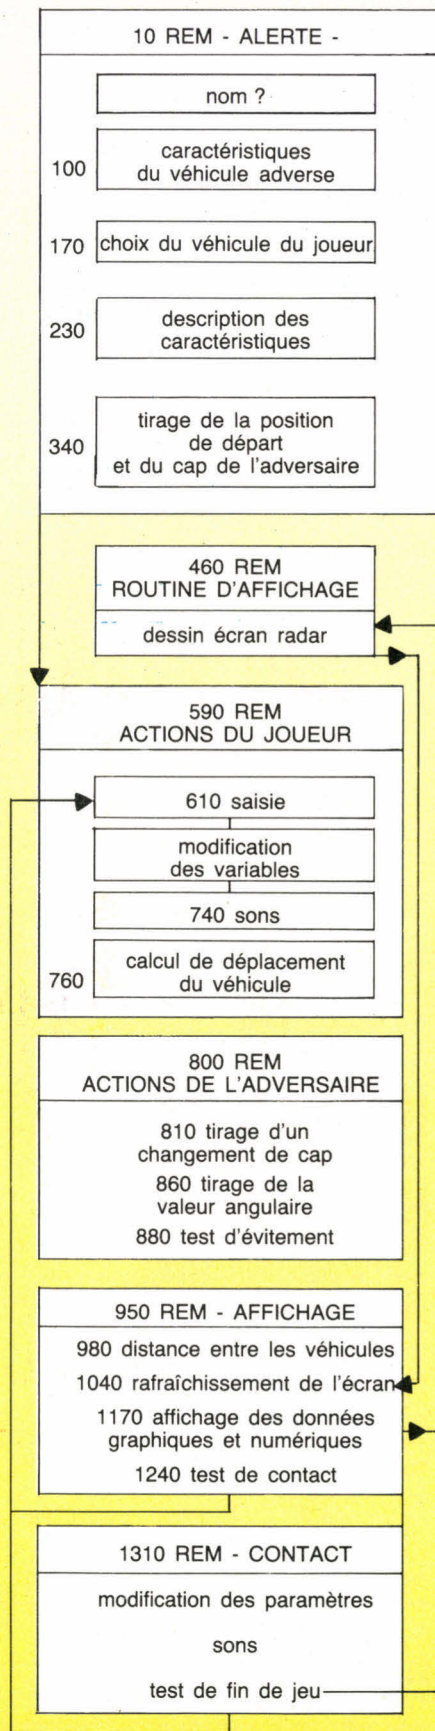 10 REM - ALERTE -
nom ?
100
caractéristiques
du véhicule adverse
170
choix du véhicule du joueur
230
description des
caractéristiques
340
tirage de la position
de départ
et du cap de l'adversaire
460 REM
ROUTINE D'AFFICHAGE
dessin écran radar
590 REM
ACTIONS DU JOUEUR
610 saisie
modification
des variables
740 sons
760
calcul de déplacement
du véhicule
800 REM
ACTIONS DE L'ADVERSAIRE
810 tirage d'un
changement de cap
860 tirage de la
valeur angulaire
880 test d'évitement
950 REM - AFFICHAGE
980 distance entre les véhicules
1040 rafraîchissement de l'écran
1170 affichage des données
graphiques et numériques
1240 test de contact
1310 REM - CONTACT
modification des paramètres
sons
test de fin de jeu